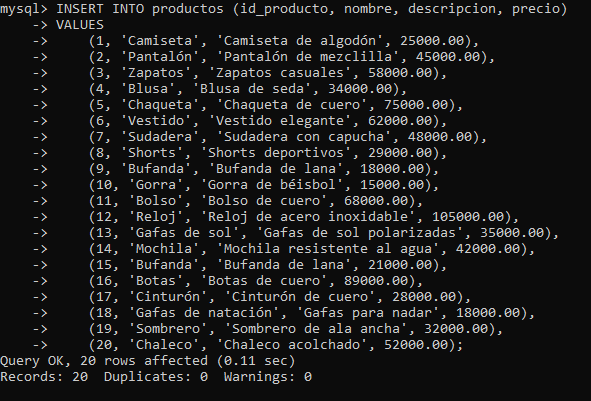 mysql> INSERT INTO productos (id_producto, nombre, descripcion, precio)
    -> VALUES
    ->     (1, 'Camiseta', 'Camiseta de algodón', 25000.00),
    ->     (2, 'Pantalón', 'Pantalón de mezclilla', 45000.00),
    ->     (3, 'Zapatos', 'Zapatos casuales', 58000.00),
    ->     (4, 'Blusa', 'Blusa de seda', 34000.00),
    ->     (5, 'Chaqueta', 'Chaqueta de cuero', 75000.00),
    ->     (6, 'Vestido', 'Vestido elegante', 62000.00),
    ->     (7, 'Sudadera', 'Sudadera con capucha', 48000.00),
    ->     (8, 'Shorts', 'Shorts deportivos', 29000.00),
    ->     (9, 'Bufanda', 'Bufanda de lana', 18000.00),
    ->     (10, 'Gorra', 'Gorra de béisbol', 15000.00),
    ->     (11, 'Bolso', 'Bolso de cuero', 68000.00),
    ->     (12, 'Reloj', 'Reloj de acero inoxidable', 105000.00),
    ->     (13, 'Gafas de sol', 'Gafas de sol polarizadas', 35000.00),
    ->     (14, 'Mochila', 'Mochila resistente al agua', 42000.00),
    ->     (15, 'Bufanda', 'Bufanda de lana', 21000.00),
    ->     (16, 'Botas', 'Botas de cuero', 89000.00),
    ->     (17, 'Cinturón', 'Cinturón de cuero', 28000.00),
    ->     (18, 'Gafas de natación', 'Gafas para nadar', 18000.00),
    ->     (19, 'Sombrero', 'Sombrero de ala ancha', 32000.00),
    ->     (20, 'Chaleco', 'Chaleco acolchado', 52000.00);
Query OK, 20 rows affected (0.11 sec)
Records: 20  Duplicates: 0  Warnings: 0